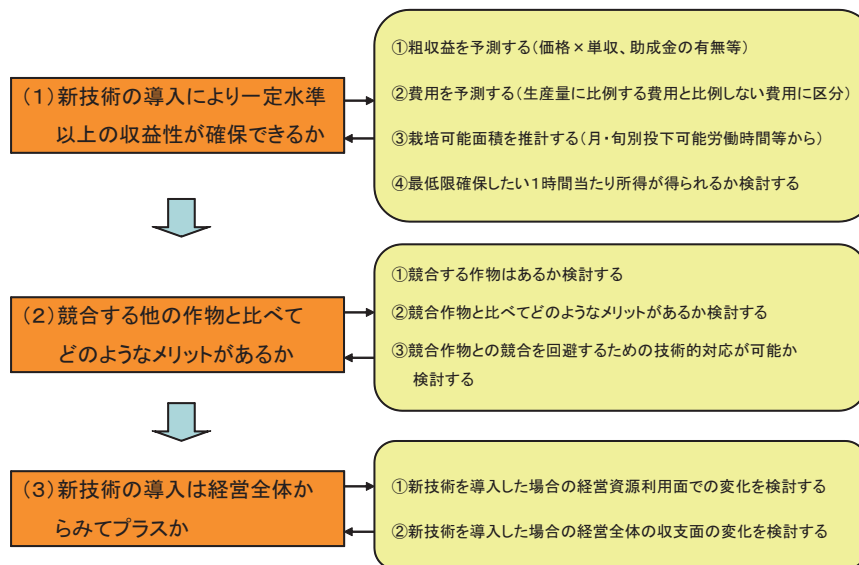 (1)新技術の導入により一定水準
以上の収益性が確保できるか
①粗収益を予測する(価格×単収、助成金の有無等)
②費用を予測する(生産量に比例する費用と比例しない費用に区分)
③栽培可能面積を推計する(月・旬別投下可能労働時間等から)
④最低限確保したい1時間当たり所得が得られるか検討する
(2)競合する他の作物と比べて
どのようなメリットがあるか
①競合する作物はあるか検討する
②競合作物と比べてどのようなメリットがあるか検討する
③競合作物との競合を回避するための技術的対応が可能か
検討する
(3)新技術の導入は経営全体か
らみてプラスか
①新技術を導入した場合の経営資源利用面での変化を検討する
②新技術を導入した場合の経営全体の収支面の変化を検討する